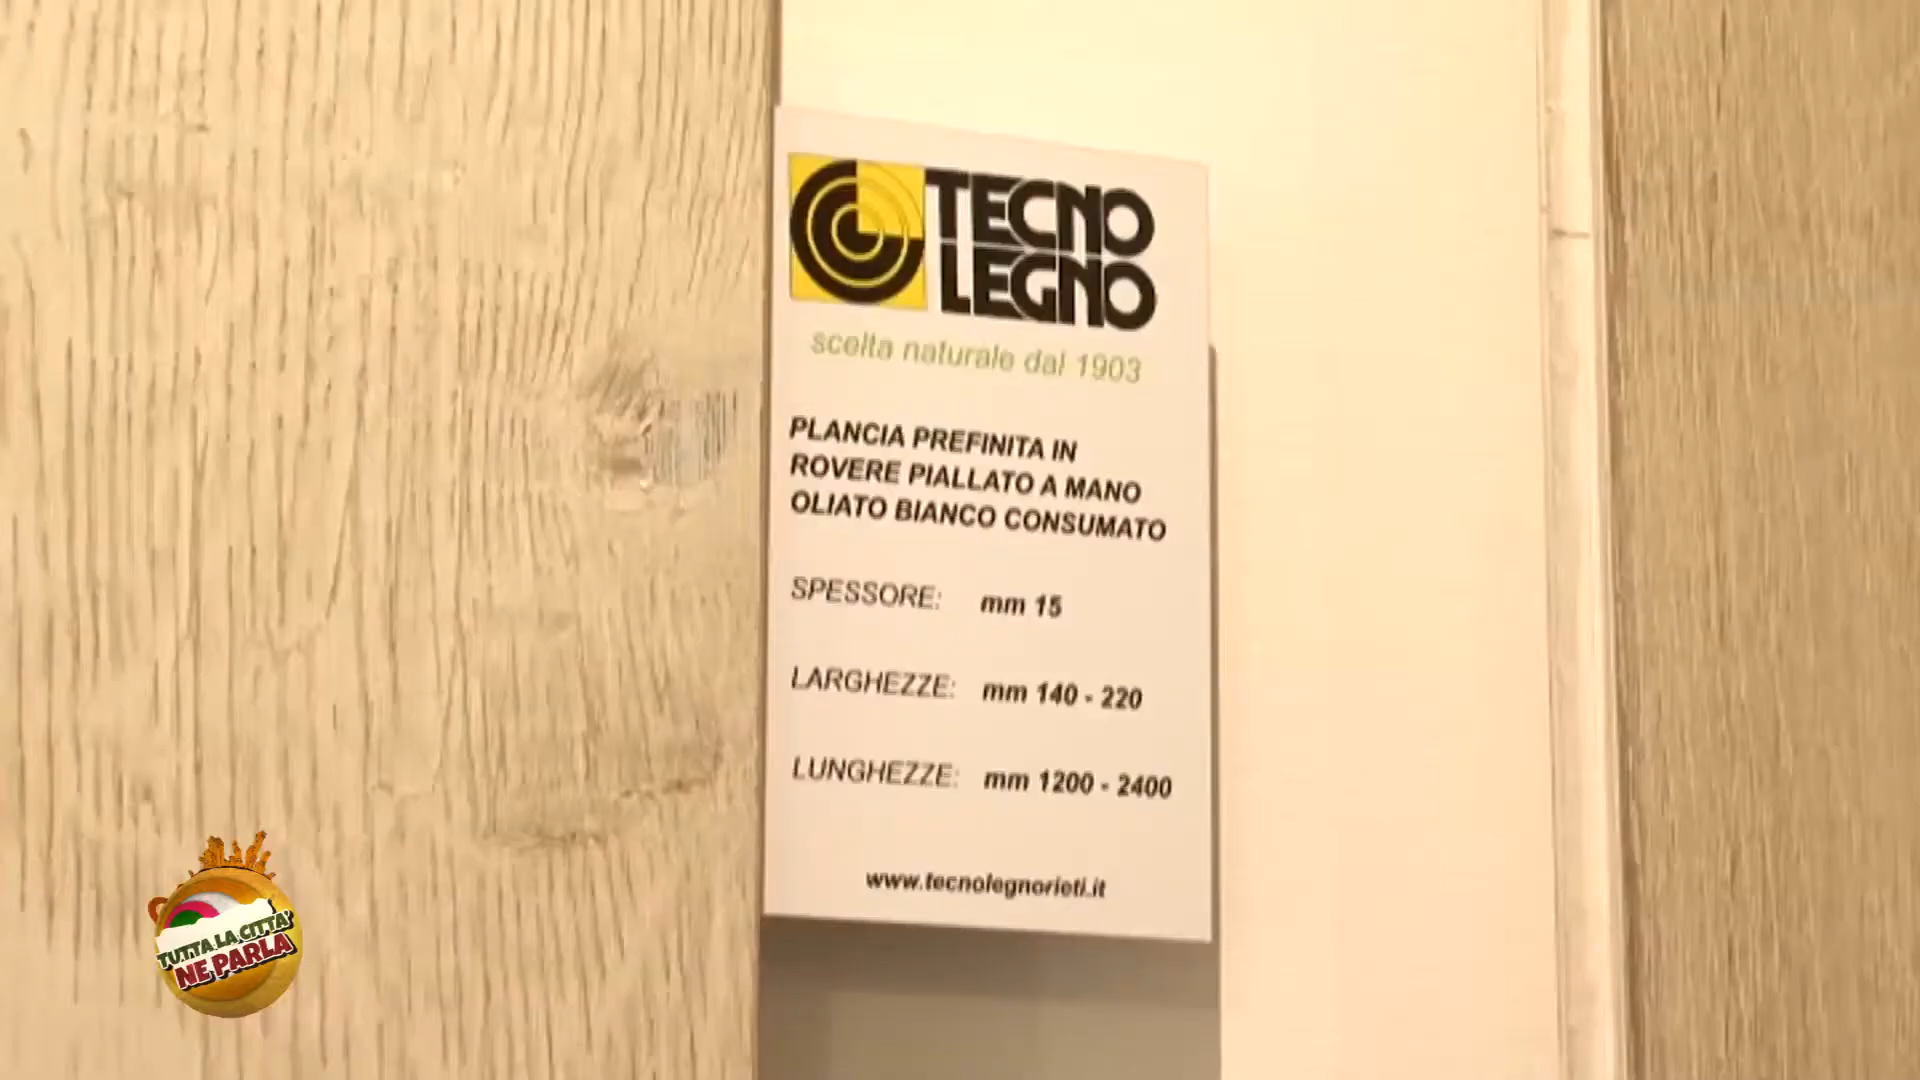 TECNO
LEGNO
scelta naturale dal 1903
PLANCIA PREFINITA IN
ROVERE PIALLATO A MANO
OLIATO BIANCO CONSUMATO
SPESSORE: mm 15
LARGHEZZE: mm 140 - 220
LUNGHEZZE: mm 1200 - 2400
www.tecnolegnorieti.it
TUTTA LA CITTA'
NE PARLA